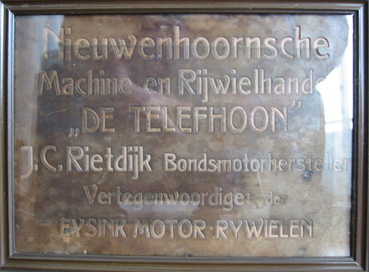 Nieuwenhoornsche
Machine en Rijwielhandel
„DE TELEFHOON”
J.C. Rietdijk Bondsmotorhersteller
Vertegenwoordiger der
EYSINK MOTOR-RYWIELEN